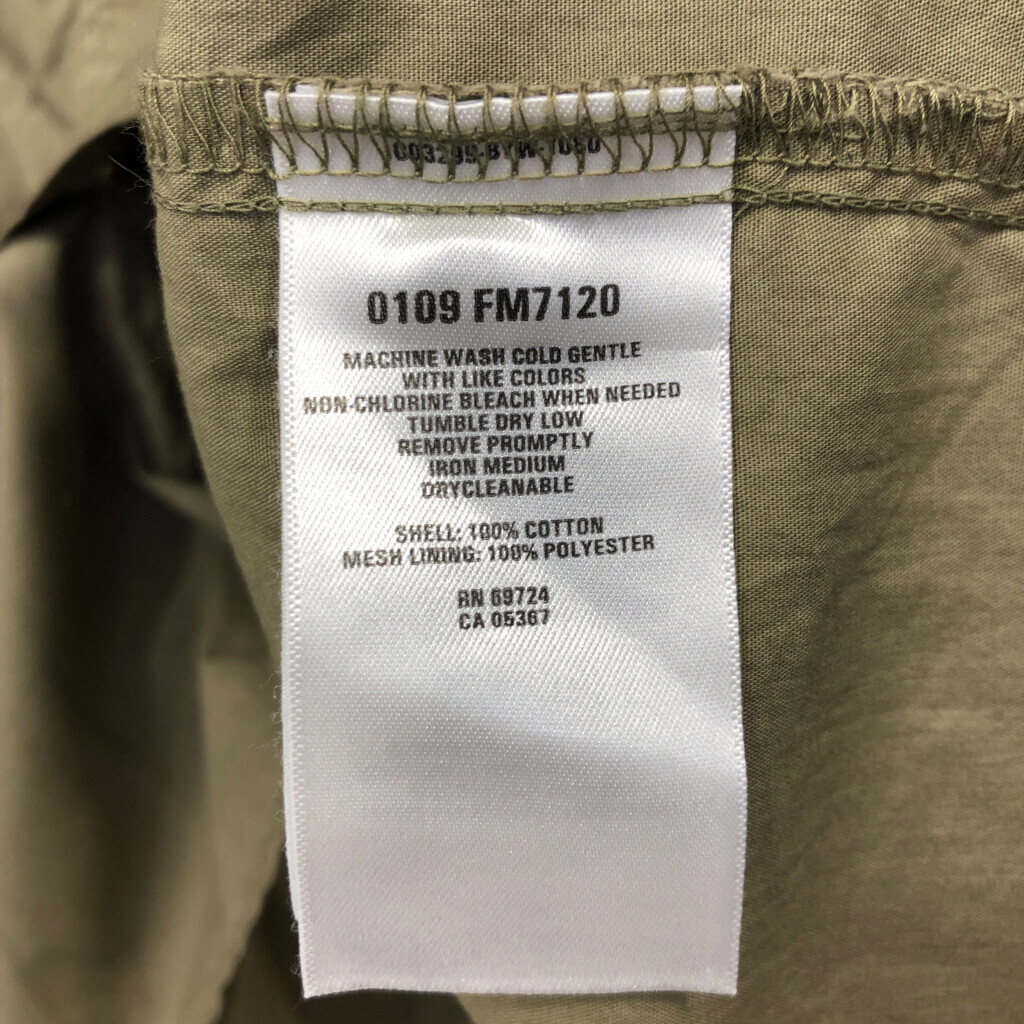 0109 FM7120
MACHINE WASH COLD GENTLE
WITH LIKE COLORS
NON-CHLORINE BLEACH WHEN NEEDED
TUMBLE DRY LOW
REMOVE PROMPTLY
IRON MEDIUM
DRYCLEANABLE
SHELL: 100% COTTON
MESH LINING: 100% POLYESTER
RN 69724
CA 05367